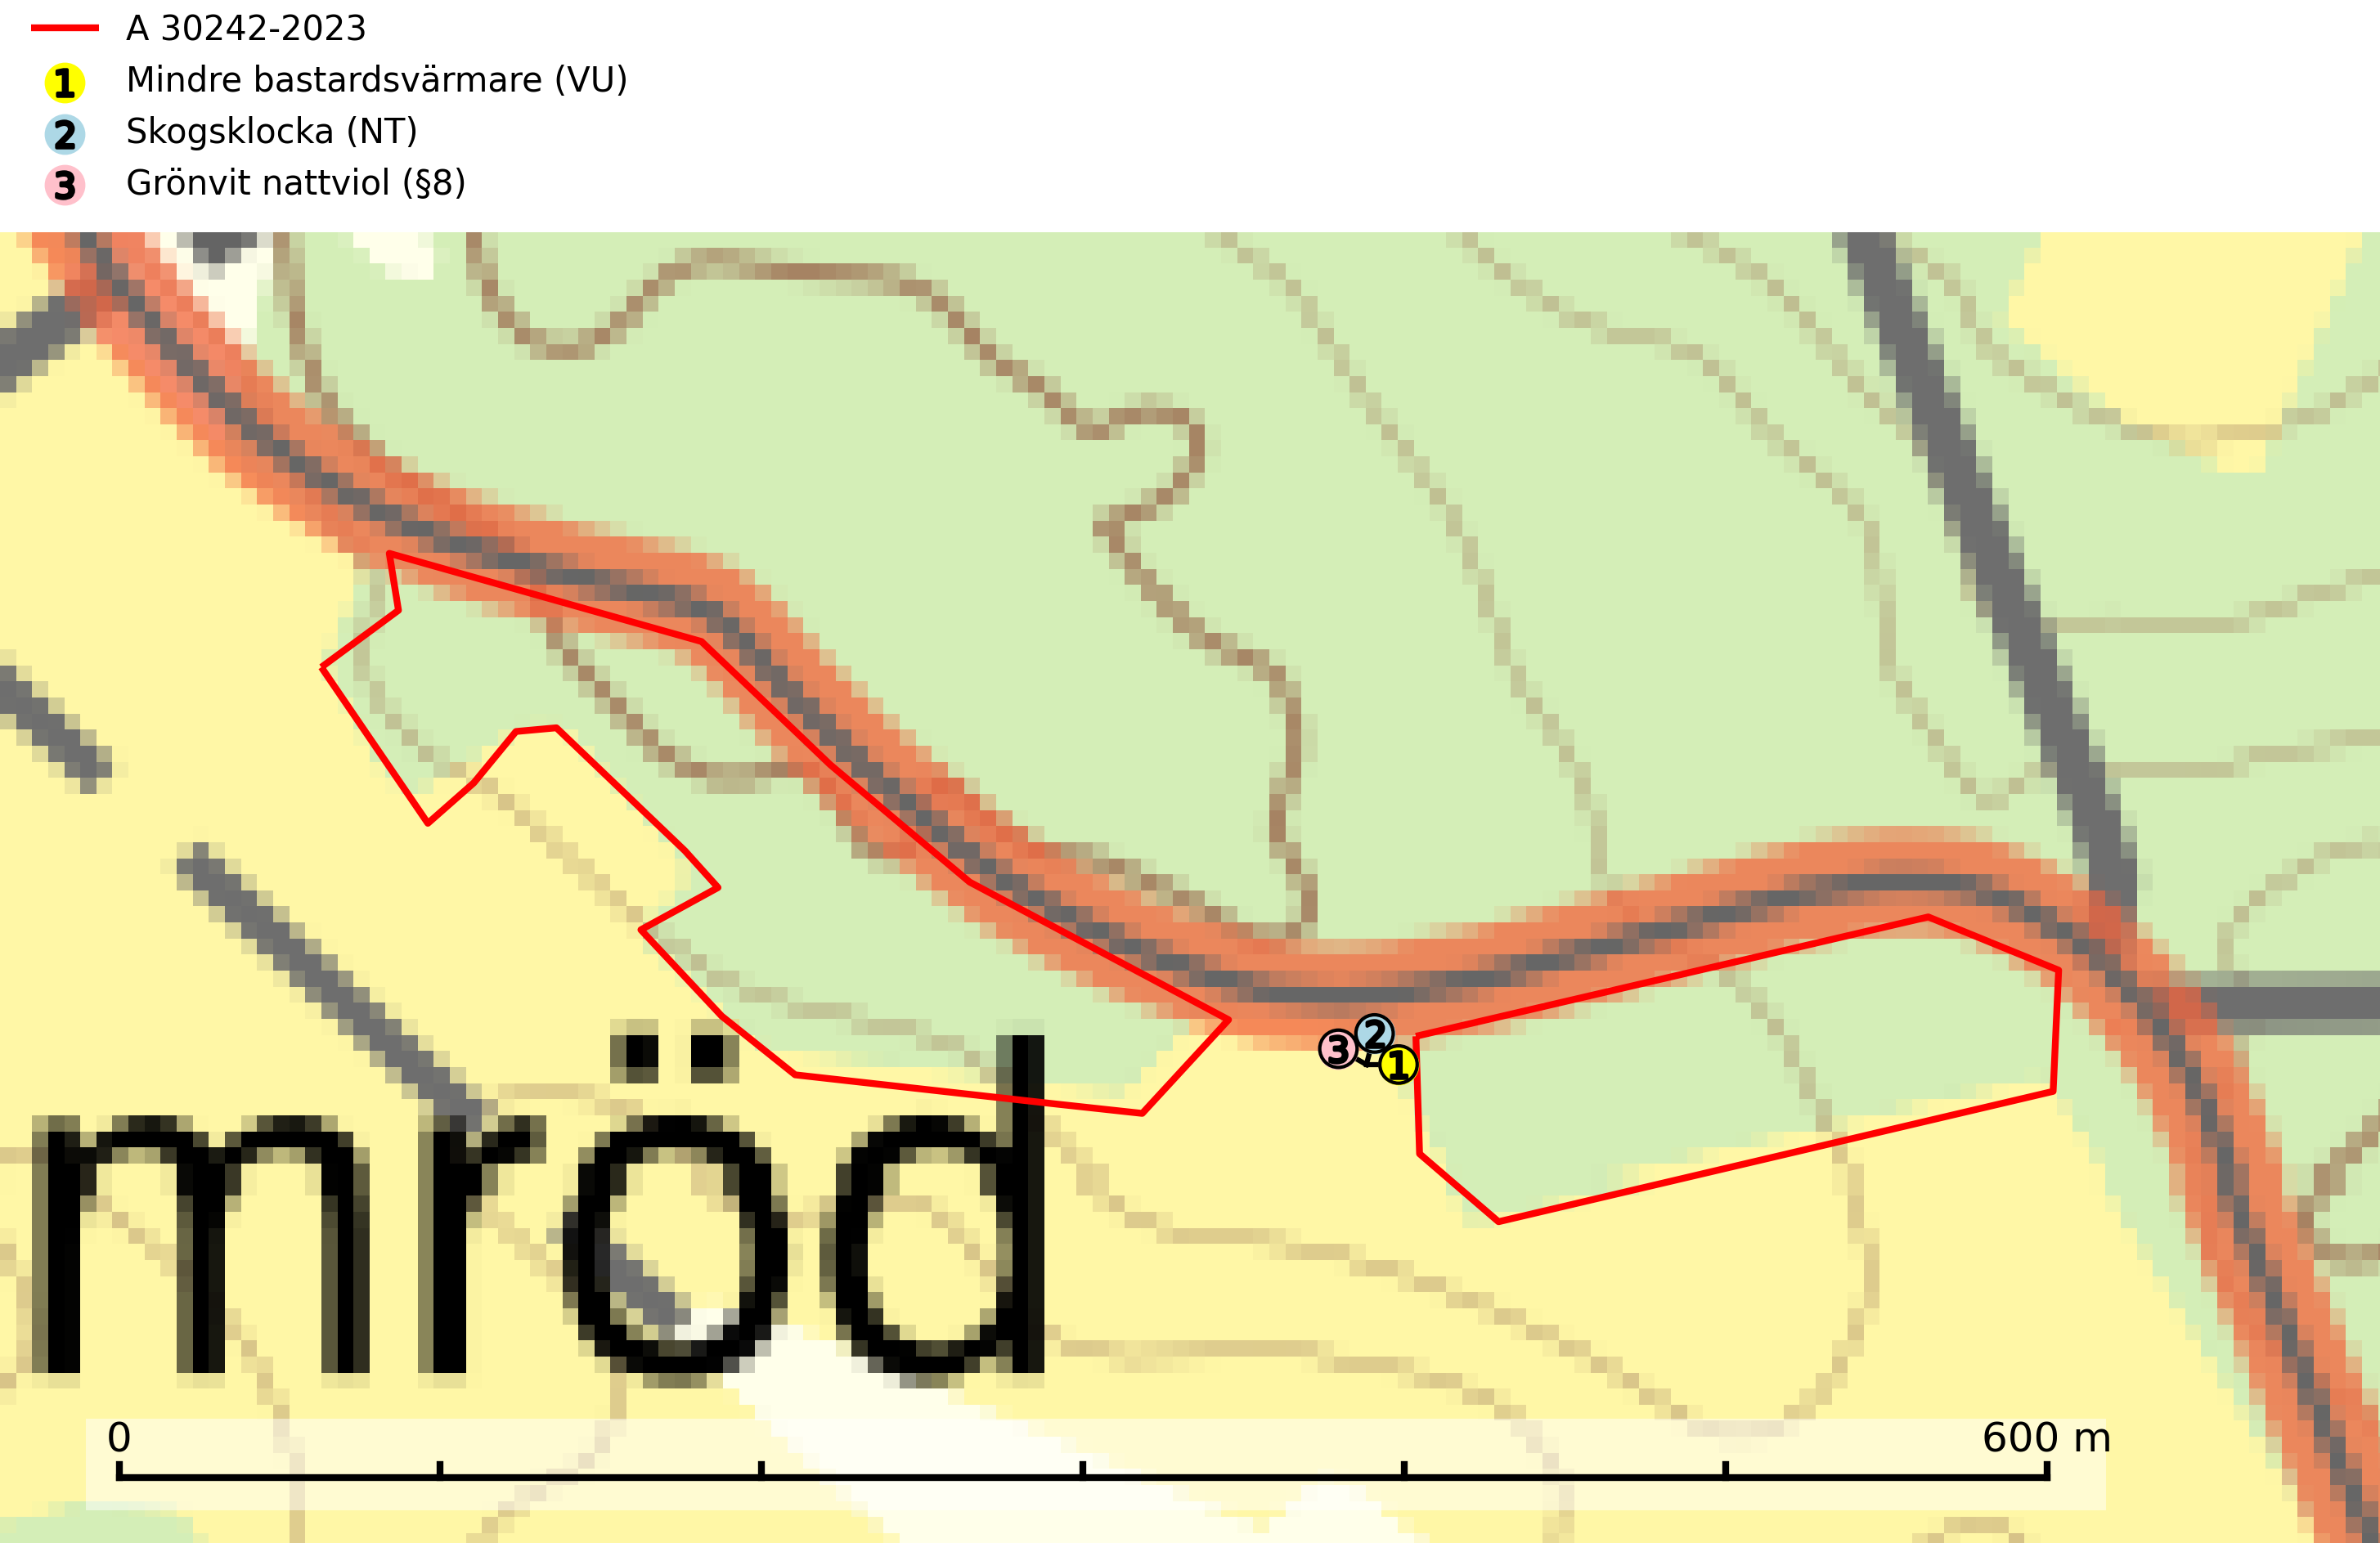 A 30242-2023
1 Mindre bastardsvärmare (VU)
2 Skogsklocka (NT)
3 Grönvit nattviol (§8)
2
3
1
mröd
0 600 m